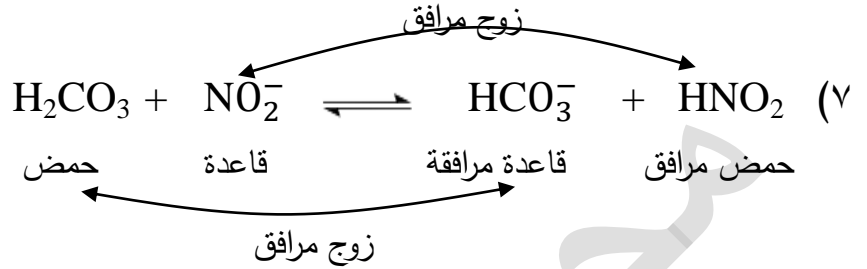 زوج مرافق
H₂CO₃ + NO₂⁻ ⇌ HCO₃⁻ + HNO₂ (٧
حمض قاعدة قاعدة مرافقة حمض مرافق
زوج مرافق